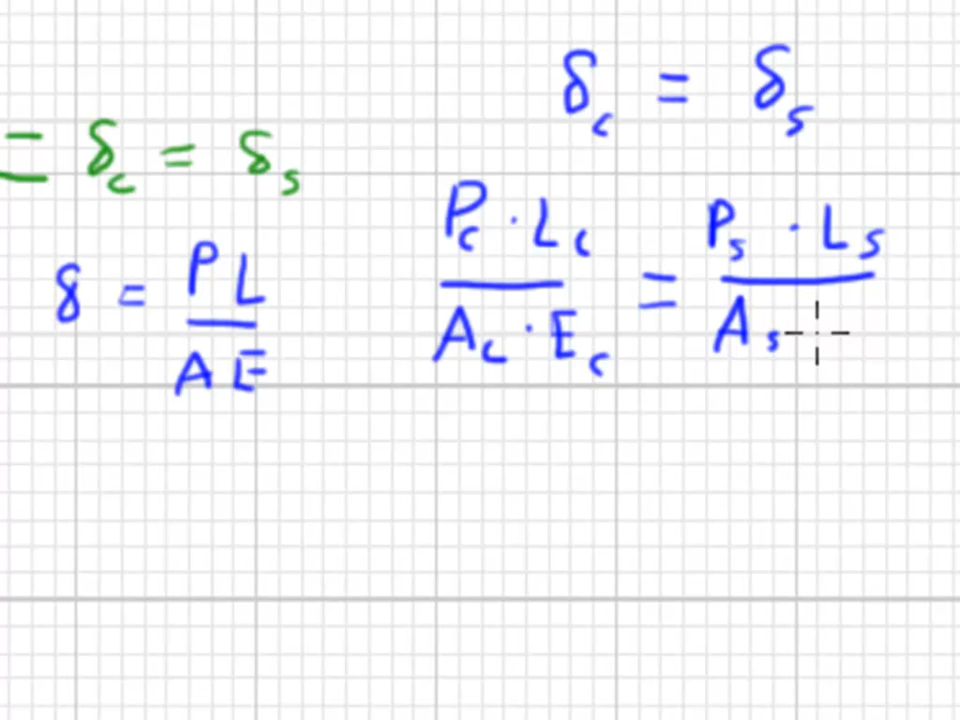 δc = δs
= δc = δs
Pc · Lc / Ac · Ec = Ps · Ls / As
δ = PL / AE